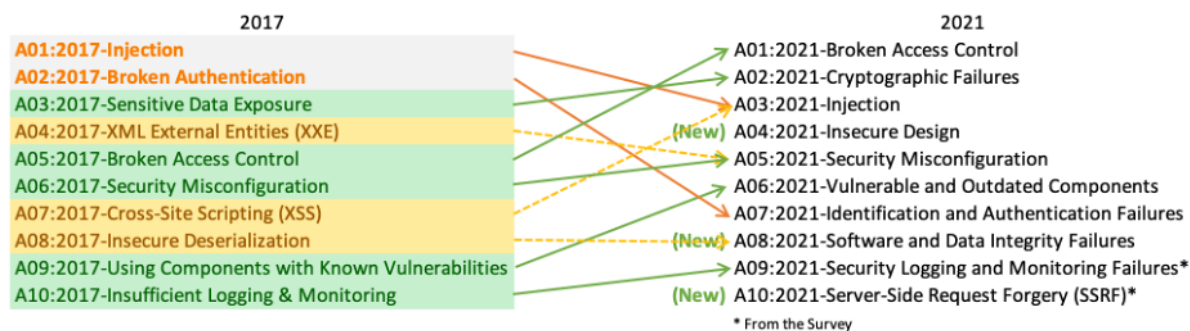 2017
A01:2017-Injection
A02:2017-Broken Authentication
A03:2017-Sensitive Data Exposure
A04:2017-XML External Entities (XXE)
A05:2017-Broken Access Control
A06:2017-Security Misconfiguration
A07:2017-Cross-Site Scripting (XSS)
A08:2017-Insecure Deserialization
A09:2017-Using Components with Known Vulnerabilities
A10:2017-Insufficient Logging & Monitoring
2021
A01:2021-Broken Access Control
A02:2021-Cryptographic Failures
A03:2021-Injection
(New) A04:2021-Insecure Design
A05:2021-Security Misconfiguration
A06:2021-Vulnerable and Outdated Components
A07:2021-Identification and Authentication Failures
(New) A08:2021-Software and Data Integrity Failures
A09:2021-Security Logging and Monitoring Failures*
(New) A10:2021-Server-Side Request Forgery (SSRF)*
* From the Survey